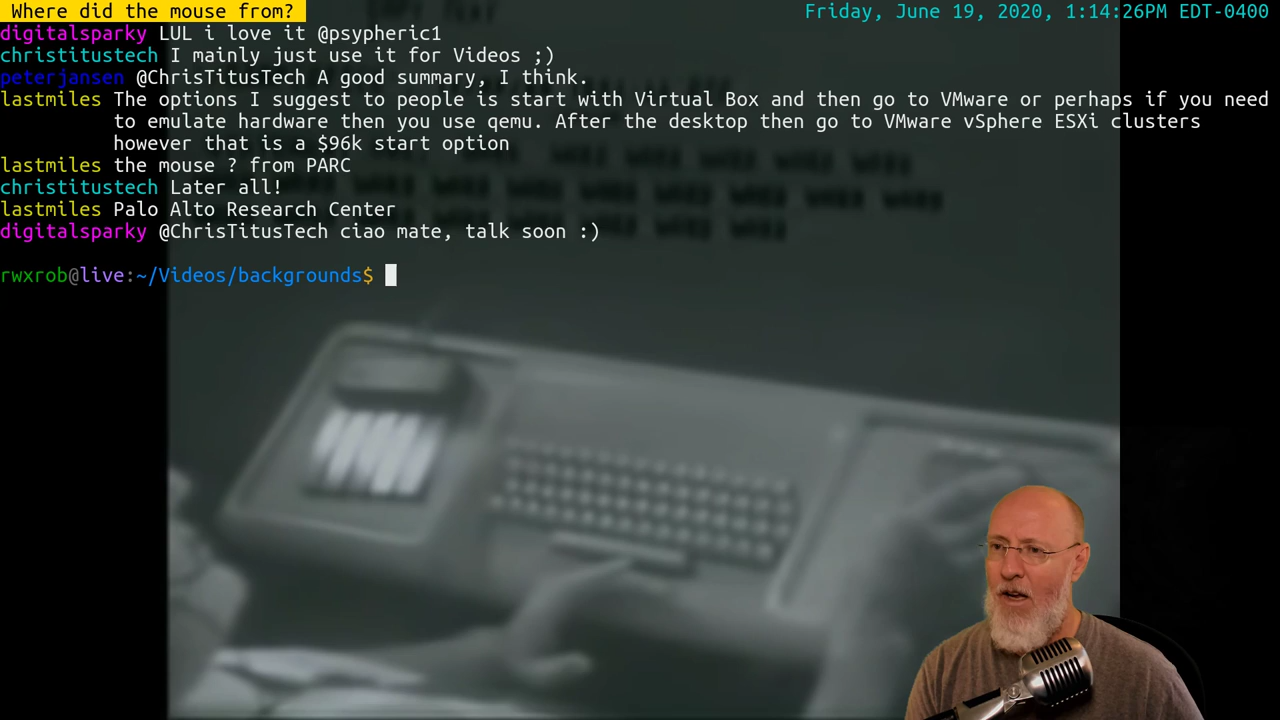 Where did the mouse from?
Friday, June 19, 2020, 1:14:26PM EDT-0400
digitalsparky LUL i love it @psypheric1
christitustech I mainly just use it for Videos ;)
peterjansen @ChrisTitusTech A good summary, I think.
lastmiles The options I suggest to people is start with Virtual Box and then go to VMware or perhaps if you need
to emulate hardware then you use qemu. After the desktop then go to VMware vSphere ESXi clusters
however that is a $96k start option
lastmiles the mouse ? from PARC
christitustech Later all!
lastmiles Palo Alto Research Center
digitalsparky @ChrisTitusTech ciao mate, talk soon :)
rwxrob@live:~/Videos/backgrounds$